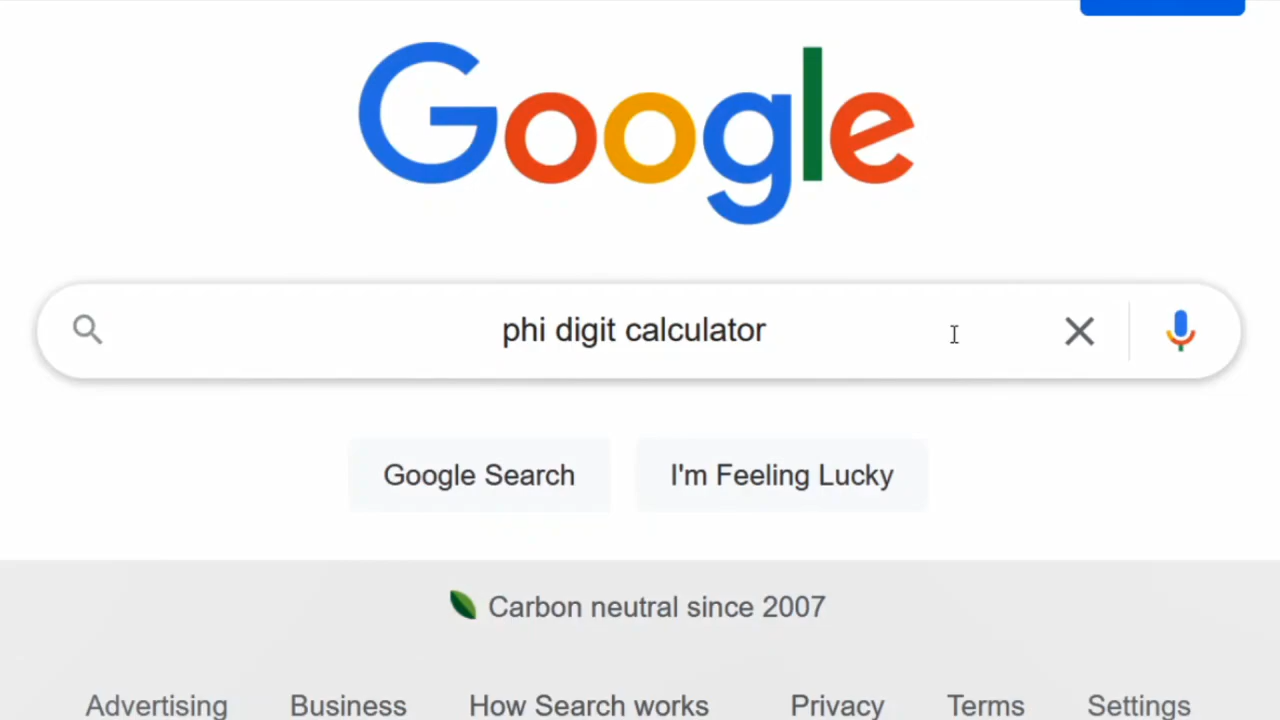 Google
phi digit calculator
Google Search I'm Feeling Lucky
Carbon neutral since 2007
Advertising Business How Search works Privacy Terms Settings